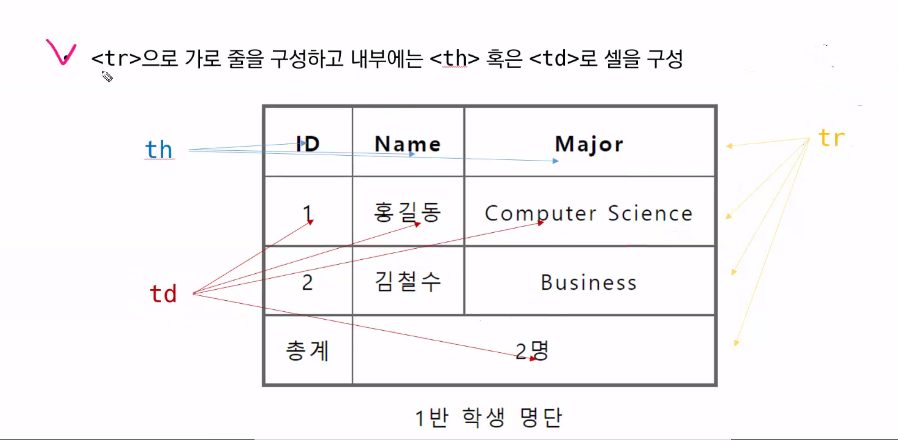 <tr>으로 가로 줄을 구성하고 내부에는 <th> 혹은 <td>로 셀을 구성
th
ID Name Major
tr
1 홍길동 Computer Science
td
2 김철수 Business
총계 2명
1반 학생 명단